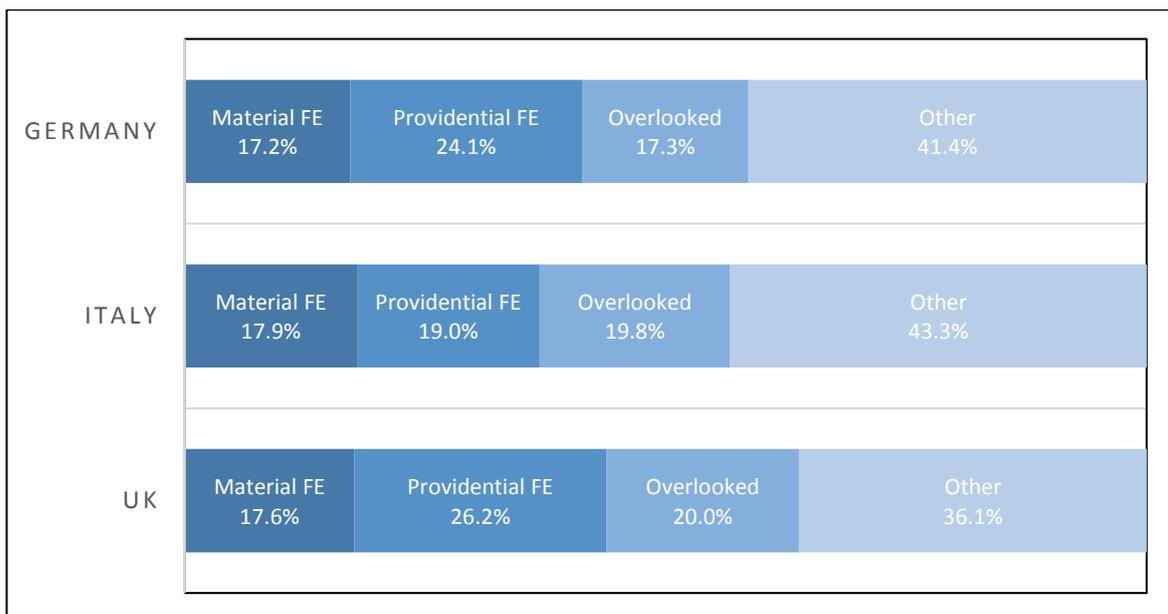 GERMANY
Material FE
17.2%
Providential FE
24.1%
Overlooked
17.3%
Other
41.4%
ITALY
Material FE
17.9%
Providential FE
19.0%
Overlooked
19.8%
Other
43.3%
UK
Material FE
17.6%
Providential FE
26.2%
Overlooked
20.0%
Other
36.1%